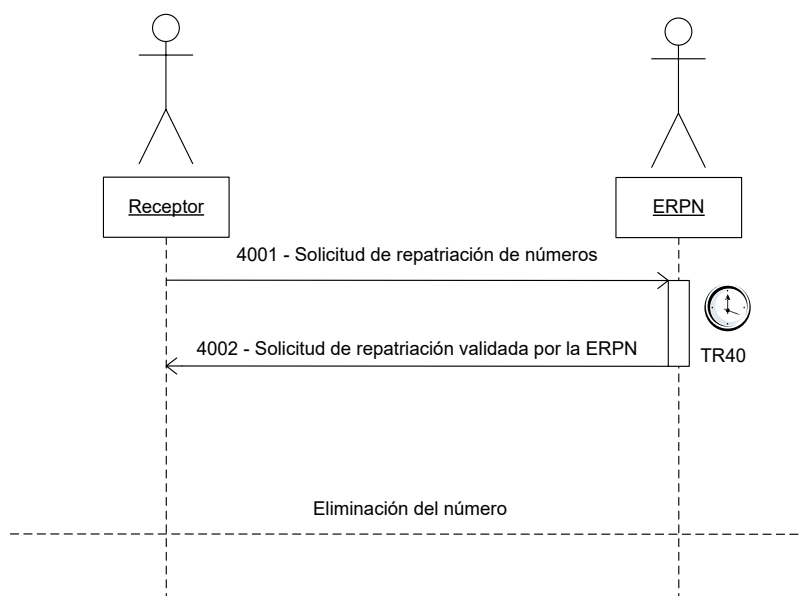 Receptor
ERPN
4001 - Solicitud de repatriación de números
4002 - Solicitud de repatriación validada por la ERPN
TR40
Eliminación del número